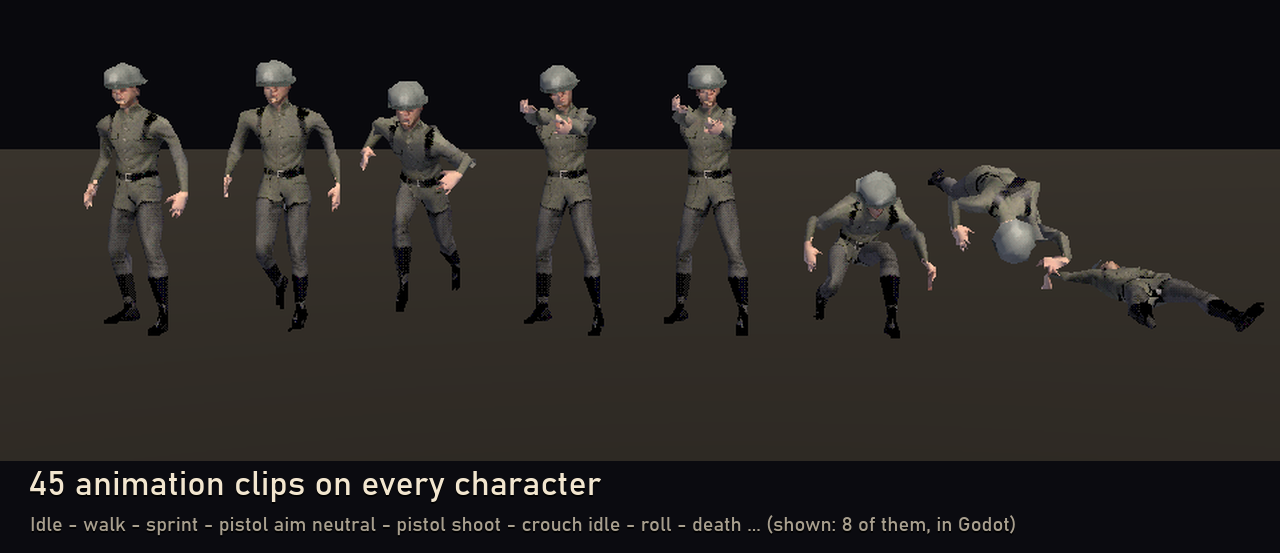 45 animation clips on every character
Idle - walk - sprint - pistol aim neutral - pistol shoot - crouch idle - roll - death ... (shown: 8 of them, in Godot)